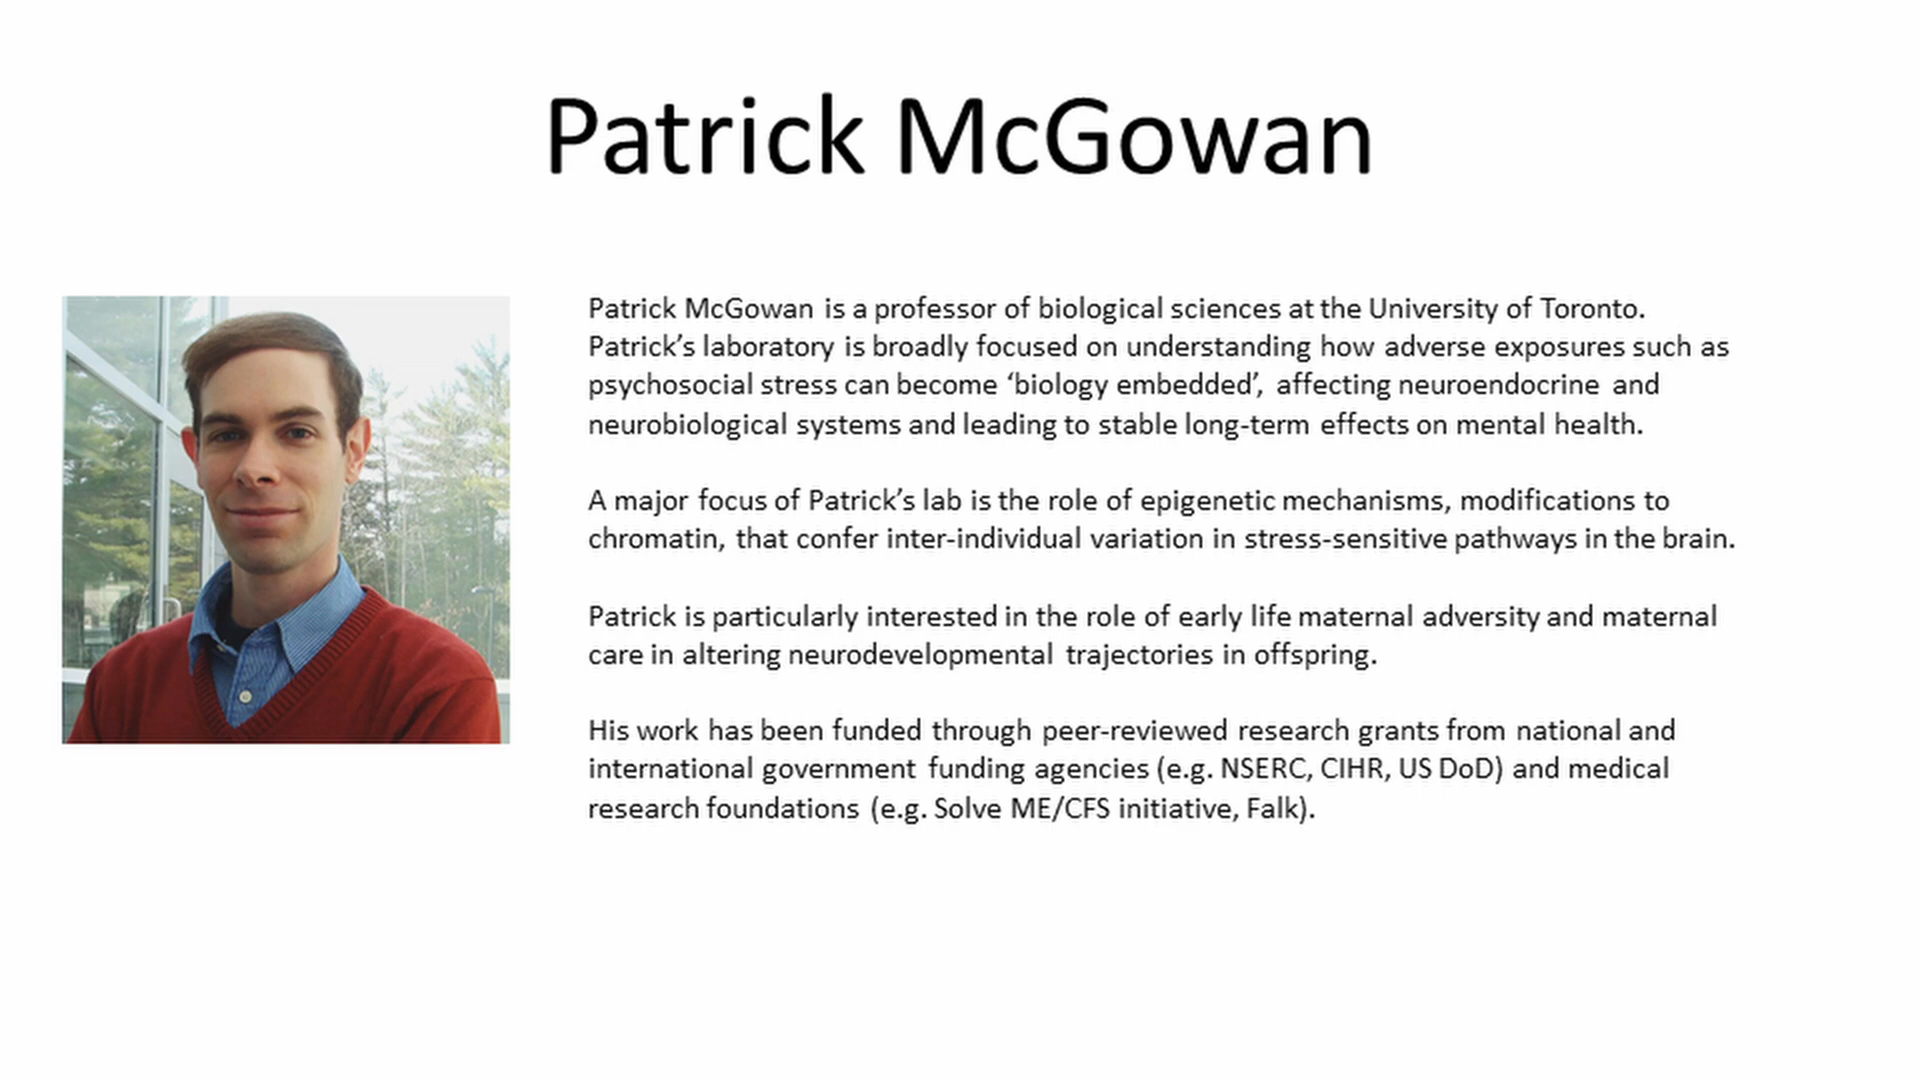 Patrick McGowan
Patrick McGowan is a professor of biological sciences at the University of Toronto.
Patrick’s laboratory is broadly focused on understanding how adverse exposures such as
psychosocial stress can become ‘biology embedded’, affecting neuroendocrine and
neurobiological systems and leading to stable long-term effects on mental health.
A major focus of Patrick’s lab is the role of epigenetic mechanisms, modifications to
chromatin, that confer inter-individual variation in stress-sensitive pathways in the brain.
Patrick is particularly interested in the role of early life maternal adversity and maternal
care in altering neurodevelopmental trajectories in offspring.
His work has been funded through peer-reviewed research grants from national and
international government funding agencies (e.g. NSERC, CIHR, US DoD) and medical
research foundations (e.g. Solve ME/CFS initiative, Falk).